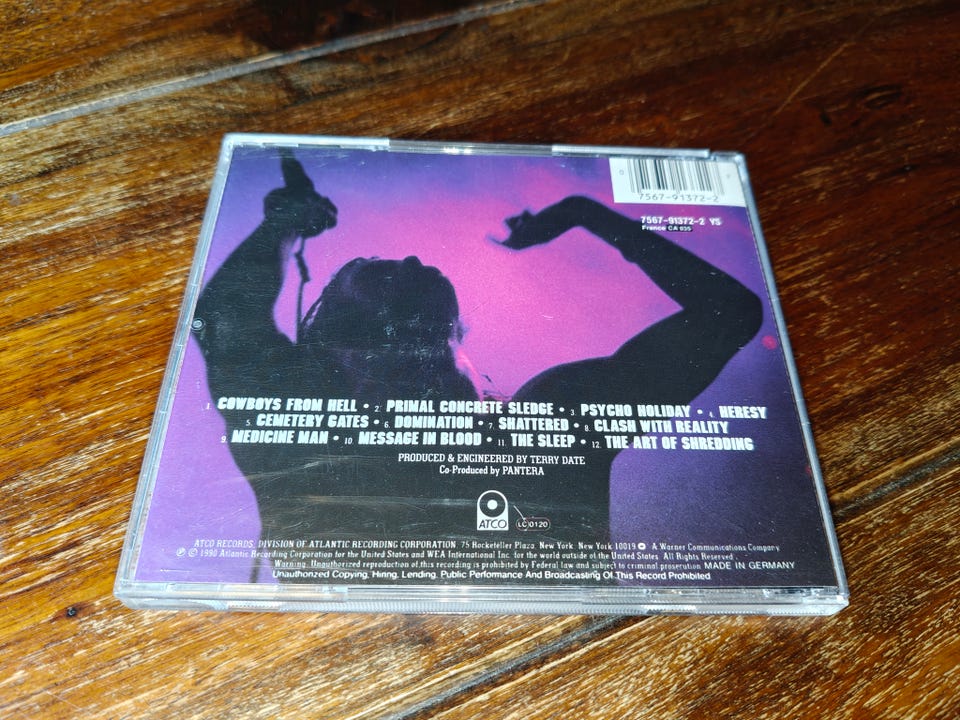 7567-91372-2
7567-91372-2 YS
France CA 835
1. COWBOYS FROM HELL • 2. PRIMAL CONCRETE SLEDGE • 3. PSYCHO HOLIDAY • 4. HERESY
5. CEMETERY GATES • 6. DOMINATION • 7. SHATTERED • 8. CLASH WITH REALITY
9. MEDICINE MAN • 10. MESSAGE IN BLOOD • 11. THE SLEEP • 12. THE ART OF SHREDDING
PRODUCED & ENGINEERED BY TERRY DATE
Co-Produced by PANTERA
ATCO
LC 0120
ATCO RECORDS, DIVISION OF ATLANTIC RECORDING CORPORATION, 75 Rockefeller Plaza, New York, New York 10019 A Warner Communications Company
℗ © 1990 Atlantic Recording Corporation for the United States and WEA International Inc. for the world outside of the United States. All Rights Reserved.
Warning: Unauthorized reproduction of this recording is prohibited by Federal law and subject to criminal prosecution. MADE IN GERMANY
Unauthorized Copying, Hiring, Lending, Public Performance And Broadcasting Of This Record Prohibited